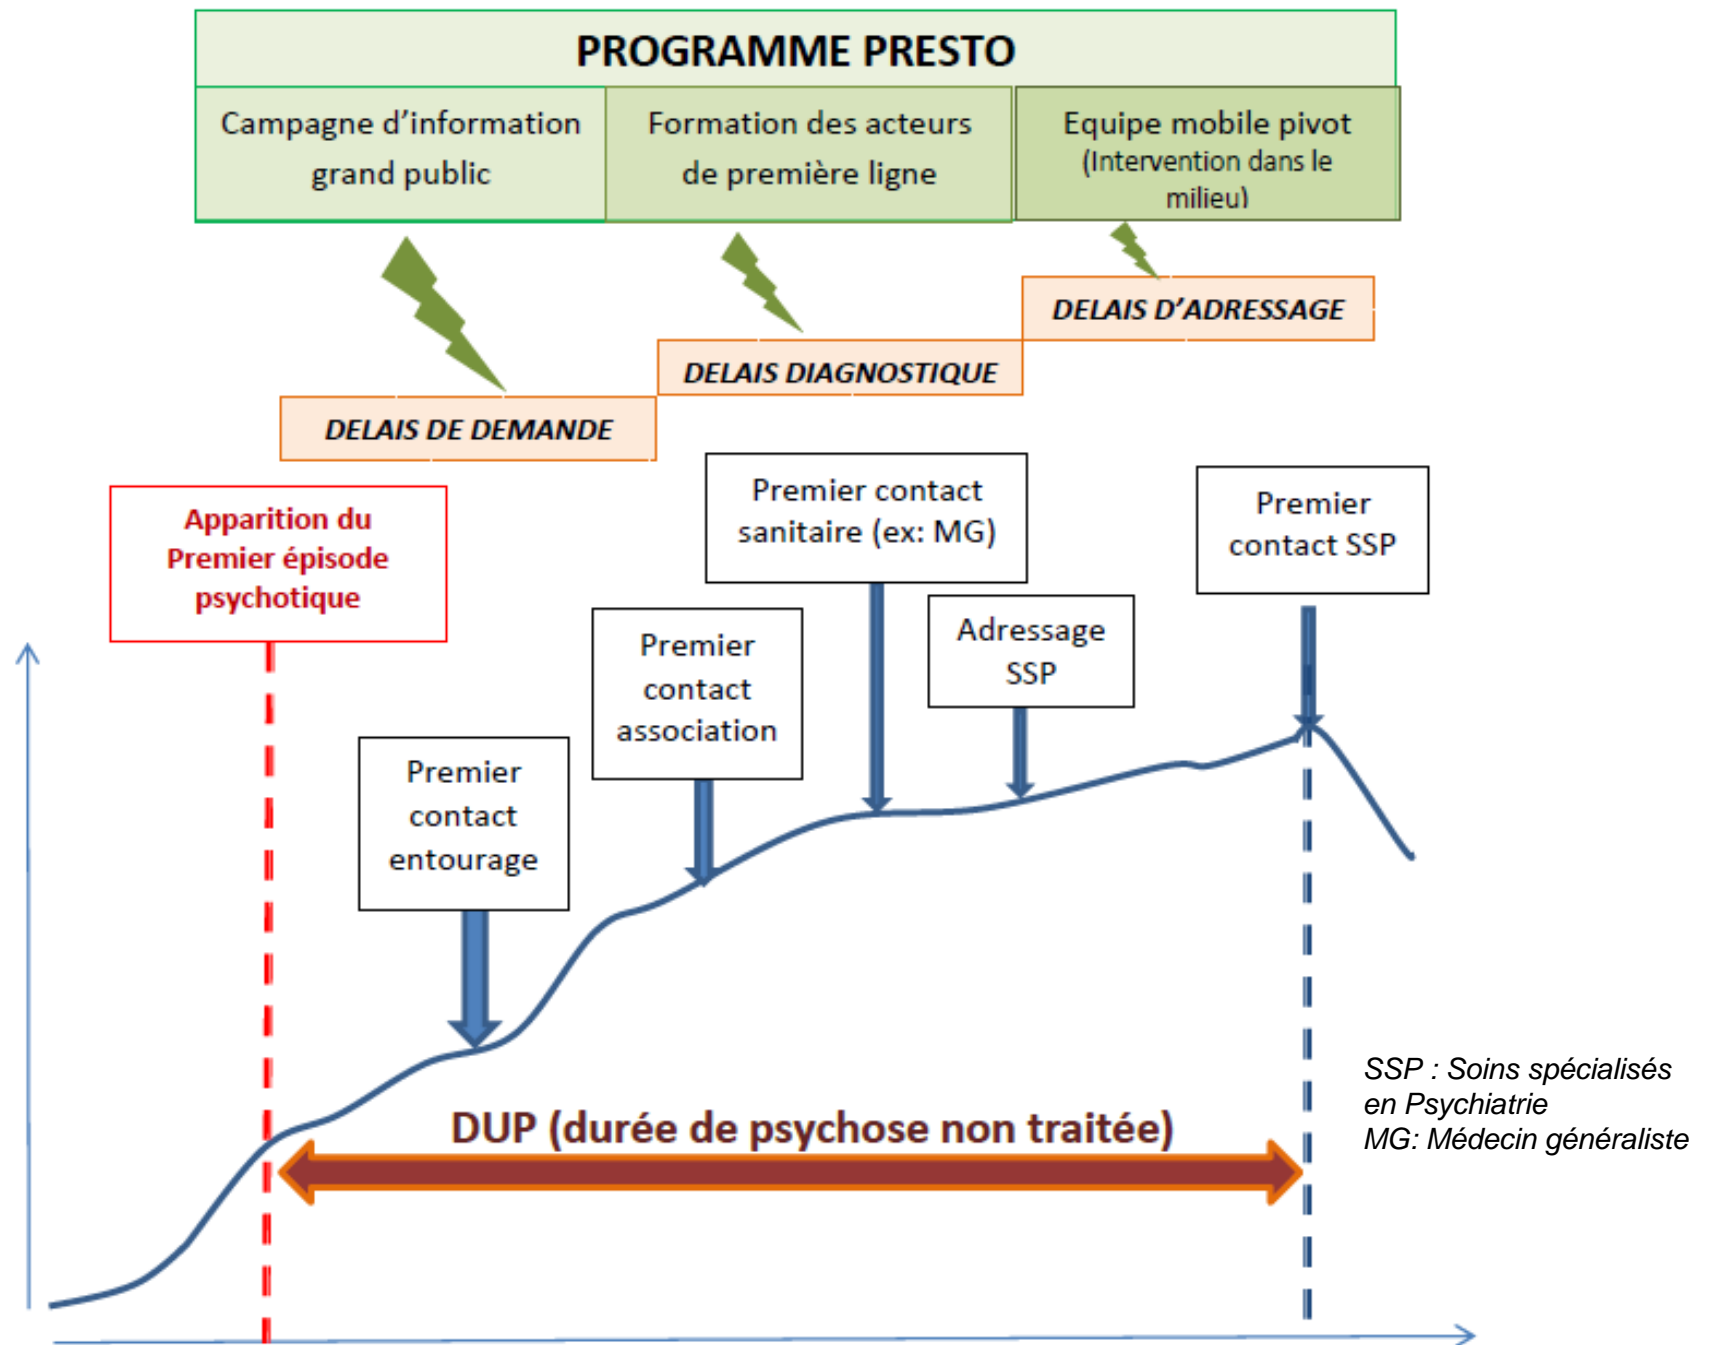 PROGRAMME PRESTO
Campagne d’information
grand public
Formation des acteurs
de première ligne
Equipe mobile pivot
(Intervention dans le
milieu)
DELAIS D’ADRESSAGE
DELAIS DIAGNOSTIQUE
DELAIS DE DEMANDE
Apparition du
Premier épisode
psychotique
Premier
contact
entourage
Premier
contact
association
Premier contact
sanitaire (ex: MG)
Adressage
SSP
Premier
contact SSP
DUP (durée de psychose non traitée)
SSP : Soins spécialisés
en Psychiatrie
MG: Médecin généraliste